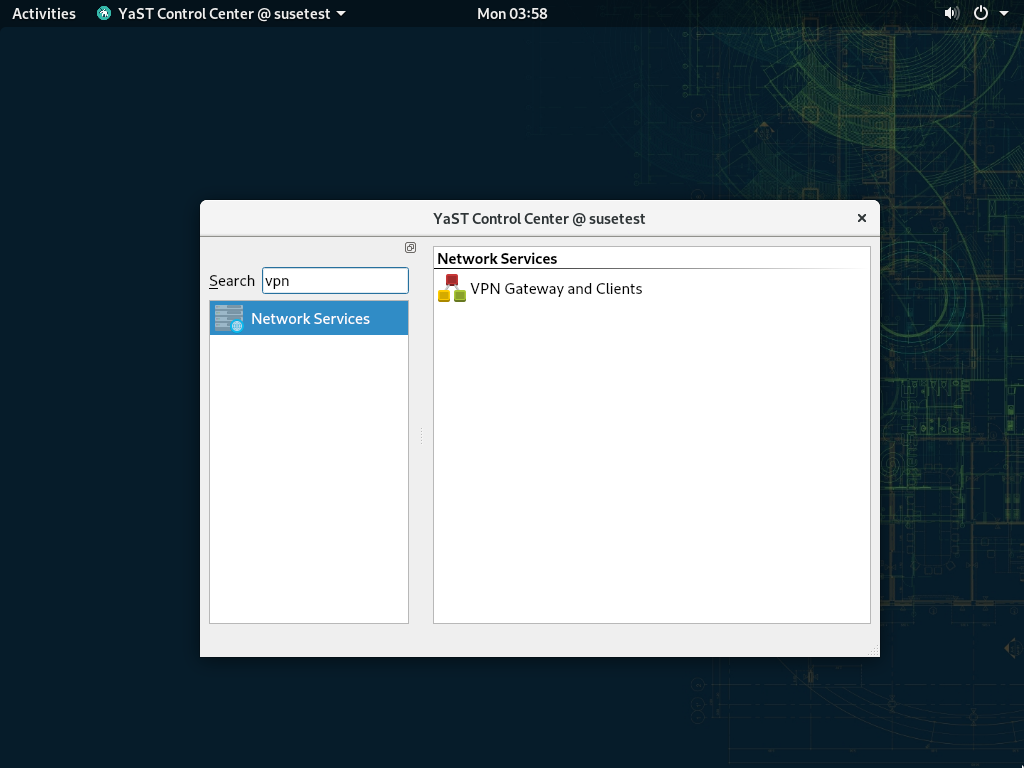 Activities YaST Control Center @ susetest Mon 03:58
YaST Control Center @ susetest
Search vpn
Network Services
Network Services
VPN Gateway and Clients